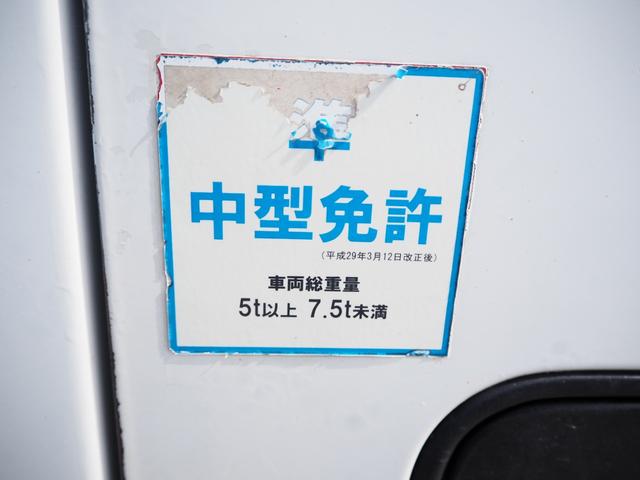 準
中型免許
(平成29年3月12日改正後)
車両総重量
5t以上 7.5t未満